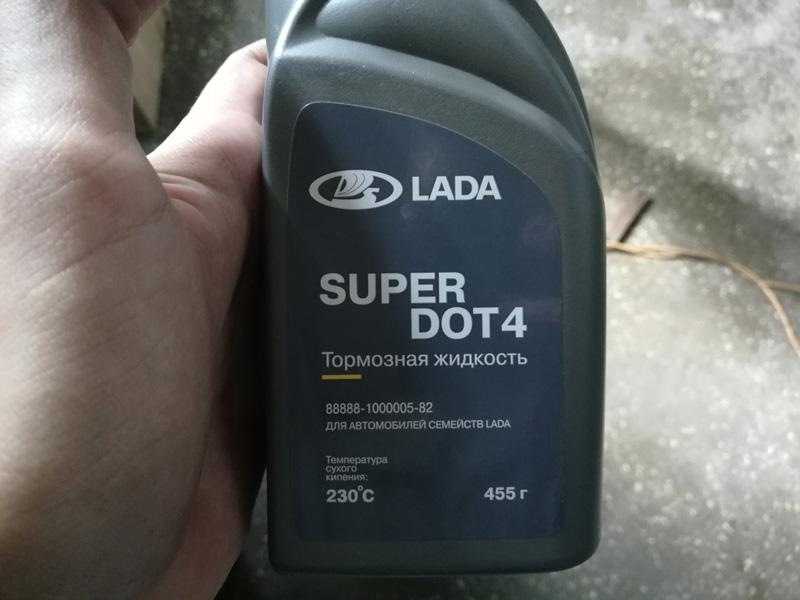 LADA
SUPER
DOT4
Тормозная жидкость
88888-1000005-82
ДЛЯ АВТОМОБИЛЕЙ СЕМЕЙСТВ LADA
Температура
сухого
кипения:
230°C
455 г